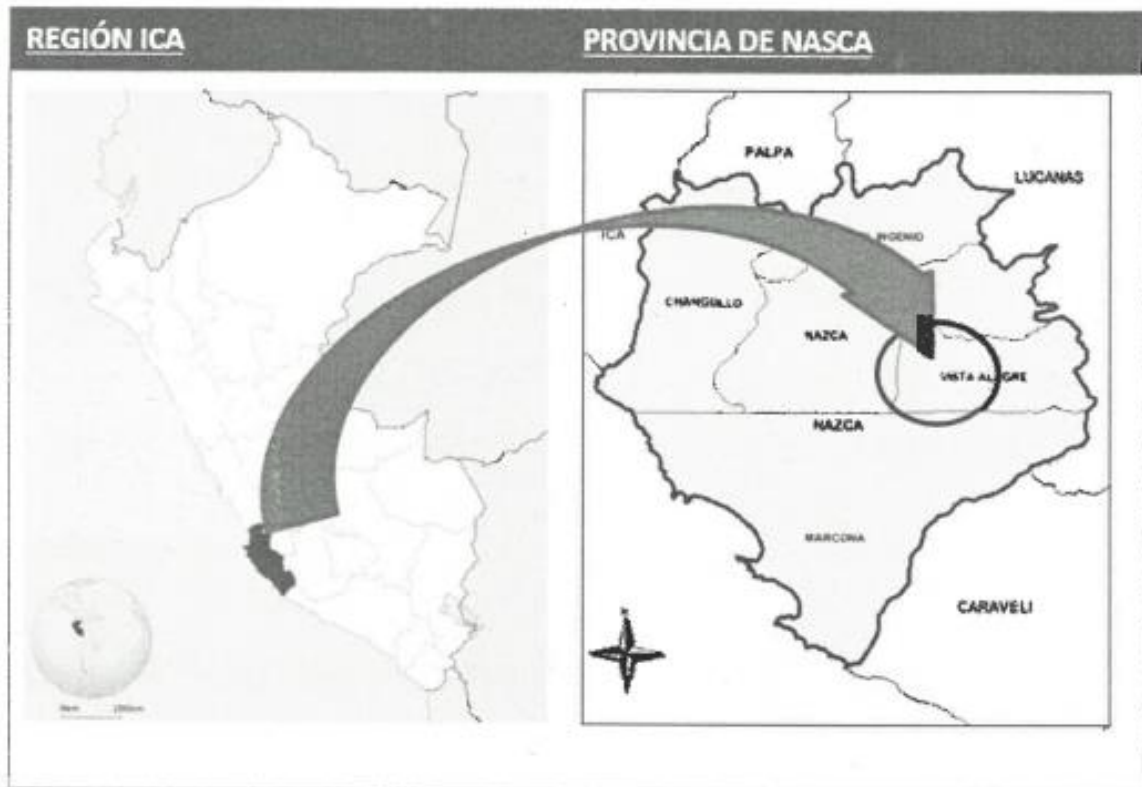 REGIÓN ICA
PROVINCIA DE NASCA
PALPA
LUCANAS
ICA
INGENIO
CHANGUILLO
NAZCA
VISTA ALEGRE
NAZCA
MARCONA
CARAVELI